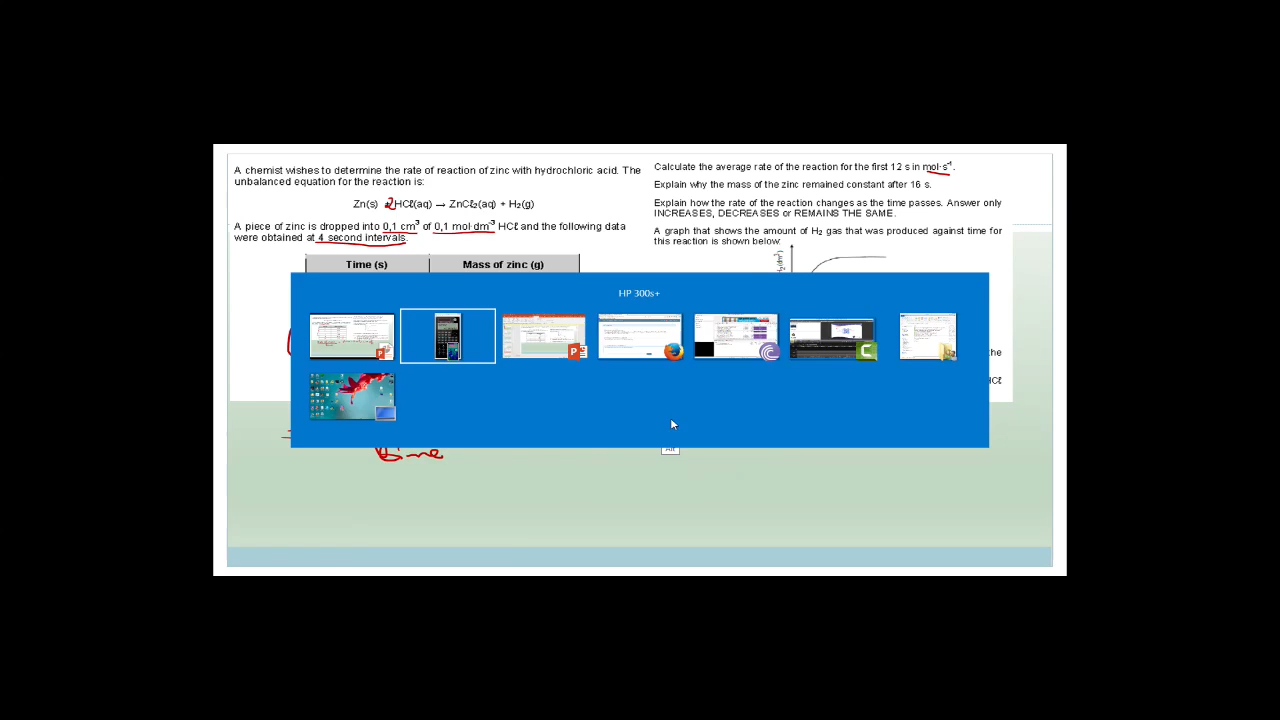 A chemist wishes to determine the rate of reaction of zinc with hydrochloric acid. The
unbalanced equation for the reaction is:
Zn(s) + 2HCℓ(aq) → ZnCℓ₂(aq) + H₂(g)
A piece of zinc is dropped into 0,1 cm³ of 0,1 mol·dm⁻³ HCℓ and the following data
were obtained at 4 second intervals.
Time (s) Mass of zinc (g)
Calculate the average rate of the reaction for the first 12 s in mol·s⁻¹.
Explain why the mass of the zinc remained constant after 16 s.
Explain how the rate of the reaction changes as the time passes. Answer only
INCREASES, DECREASES or REMAINS THE SAME.
A graph that shows the amount of H₂ gas that was produced against time for
this reaction is shown below:
H₂(dm³)
HP 300s+
the
HCℓ
time